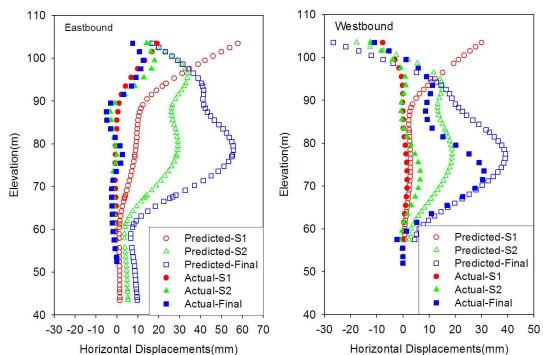 Eastbound
110
100
90
80
70
60
50
40
Elevation(m)
-30 -20 -10 0 10 20 30 40 50 60 70
Horizontal Displacements(mm)
Predicted-S1
Predicted-S2
Predicted-Final
Actual-S1
Actual-S2
Actual-Final
Westbound
110
100
90
80
70
60
50
40
Elevation(m)
-30 -20 -10 0 10 20 30 40 50
Horizontal Displacements(mm)
Predicted-S1
Predicted-S2
Predicted-Final
Actual-S1
Actual-S2
Actual-Final